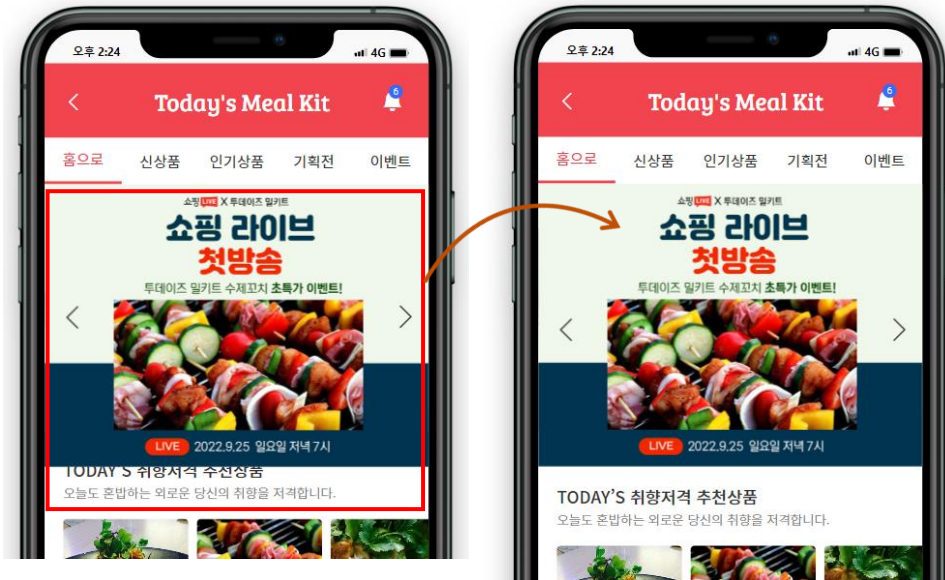 오후 2:24
4G
Today's Meal Kit
6
홈으로 신상품 인기상품 기획전 이벤트
쇼핑 LIVE X 투데이즈 밀키트
쇼핑 라이브
첫방송
투데이즈 밀키트 수제꼬치 초특가 이벤트!
LIVE 2022.9.25 일요일 저녁 7시
TODAY'S 취향저격 추천상품
오늘도 혼밥하는 외로운 당신의 취향을 저격합니다.
오후 2:24
4G
Today's Meal Kit
6
홈으로 신상품 인기상품 기획전 이벤트
쇼핑 LIVE X 투데이즈 밀키트
쇼핑 라이브
첫방송
투데이즈 밀키트 수제꼬치 초특가 이벤트!
LIVE 2022.9.25 일요일 저녁 7시
TODAY'S 취향저격 추천상품
오늘도 혼밥하는 외로운 당신의 취향을 저격합니다.